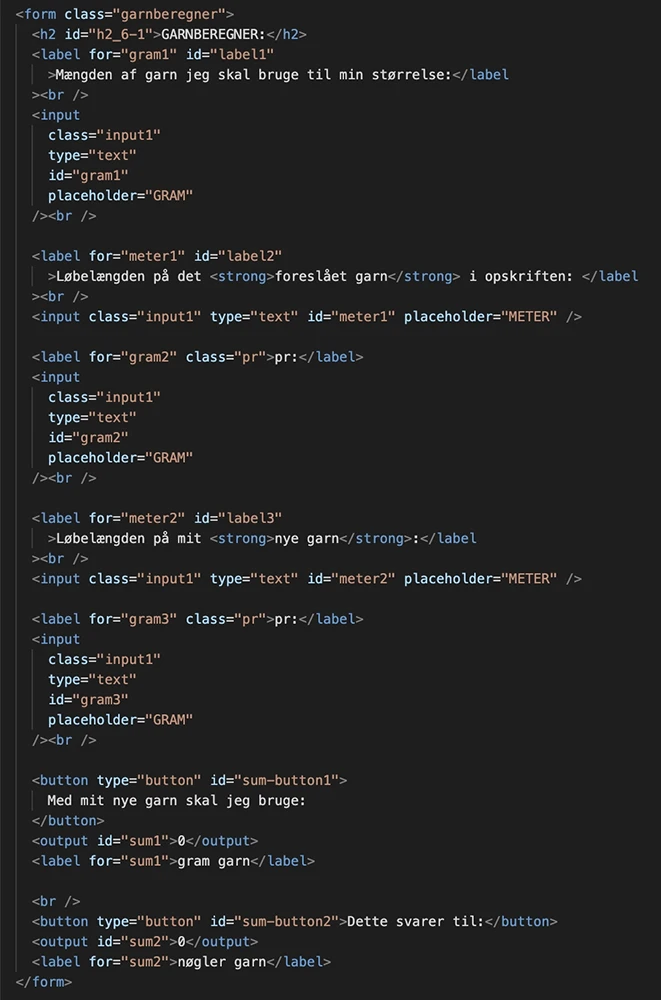 <form class="garnberegner">
<h2 id="h2_6-1">GARNBEREGNER:</h2>
<label for="gram1" id="label1"
>Mængden af garn jeg skal bruge til min størrelse:</label
><br />
<input
class="input1"
type="text"
id="gram1"
placeholder="GRAM"
/><br />
<label for="meter1" id="label2"
>Løbelængden på det <strong>foreslået garn</strong> i opskriften: </label
><br />
<input class="input1" type="text" id="meter1" placeholder="METER" />
<label for="gram2" class="pr">pr:</label>
<input
class="input1"
type="text"
id="gram2"
placeholder="GRAM"
/><br />
<label for="meter2" id="label3"
>Løbelængden på mit <strong>nye garn</strong>:</label
><br />
<input class="input1" type="text" id="meter2" placeholder="METER" />
<label for="gram3" class="pr">pr:</label>
<input
class="input1"
type="text"
id="gram3"
placeholder="GRAM"
/><br />
<button type="button" id="sum-button1">
Med mit nye garn skal jeg bruge:
</button>
<output id="sum1">0</output>
<label for="sum1">gram garn</label>
<br />
<button type="button" id="sum-button2">Dette svarer til:</button>
<output id="sum2">0</output>
<label for="sum2">nøgler garn</label>
</form>